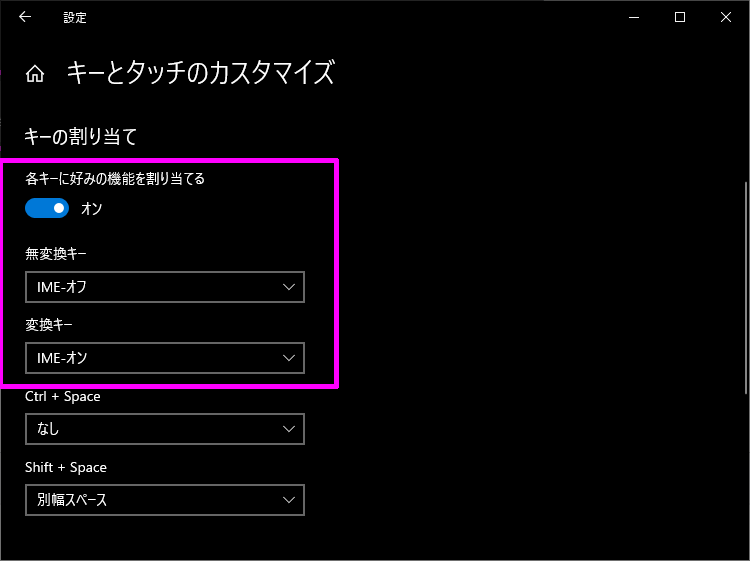 設定
キーとタッチのカスタマイズ
キーの割り当て
各キーに好みの機能を割り当てる
オン
無変換キー
IME-オフ
変換キー
IME-オン
Ctrl + Space
なし
Shift + Space
別幅スペース